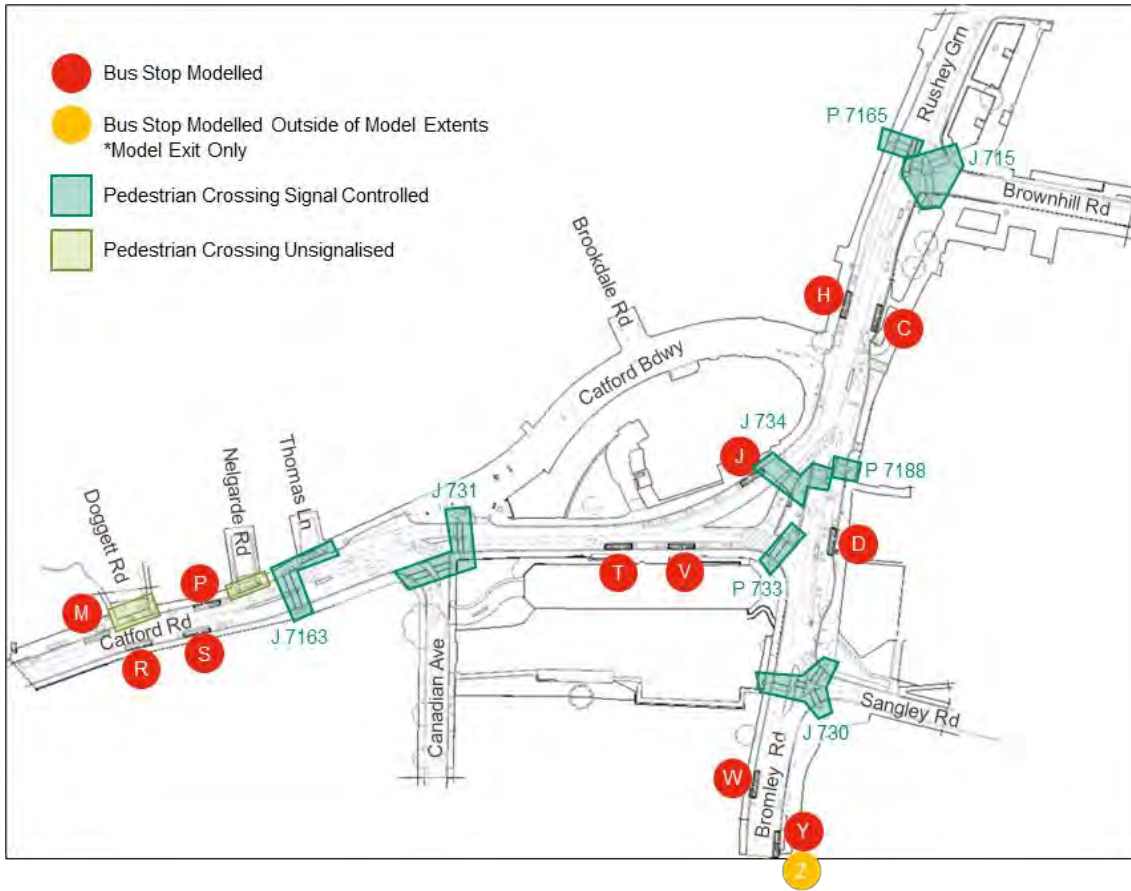 Bus Stop Modelled
Bus Stop Modelled Outside of Model Extents
*Model Exit Only
Pedestrian Crossing Signal Controlled
Pedestrian Crossing Unsignalised
Rushey Grn
P 7165
J 715
Brownhill Rd
Brookdale Rd
H
C
Catford Bdwy
J 734
J
P 7188
Thomas Ln
Nelgarde Rd
Doggett Rd
J 731
D
T
V
P 733
P
M
Catford Rd
J 7163
S
R
Canadian Ave
Sangley Rd
J 730
W
Bromley Rd
Y
Z